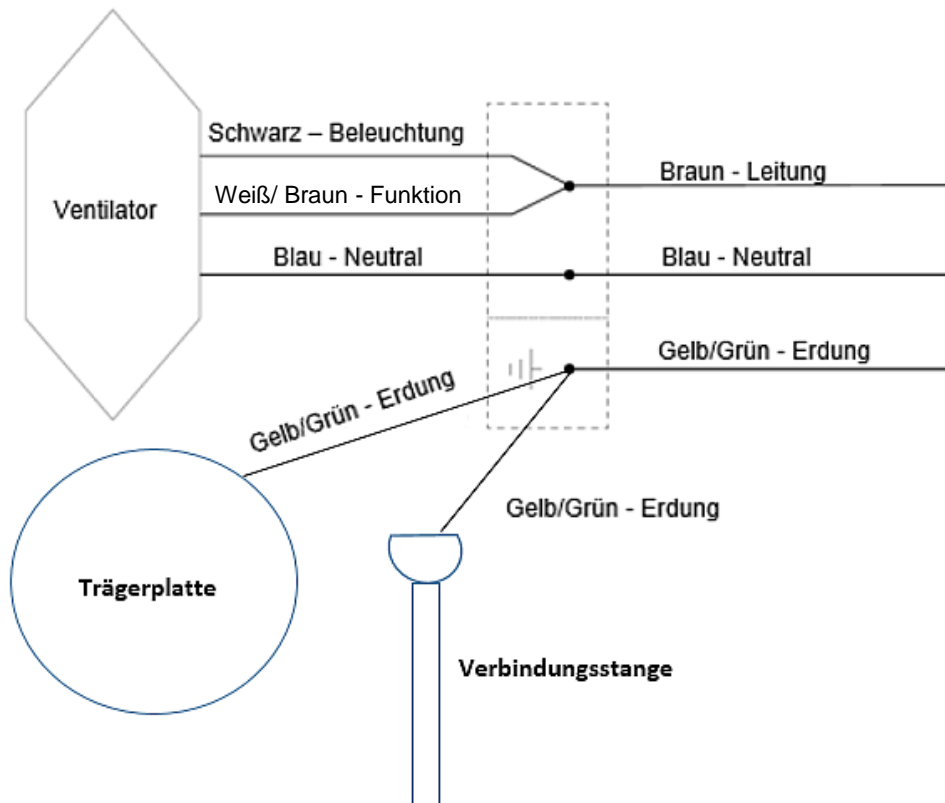 Schwarz – Beleuchtung
Braun - Leitung
Weiß/ Braun - Funktion
Ventilator
Blau - Neutral
Blau - Neutral
Gelb/Grün - Erdung
Gelb/Grün - Erdung
Gelb/Grün - Erdung
Trägerplatte
Verbindungsstange